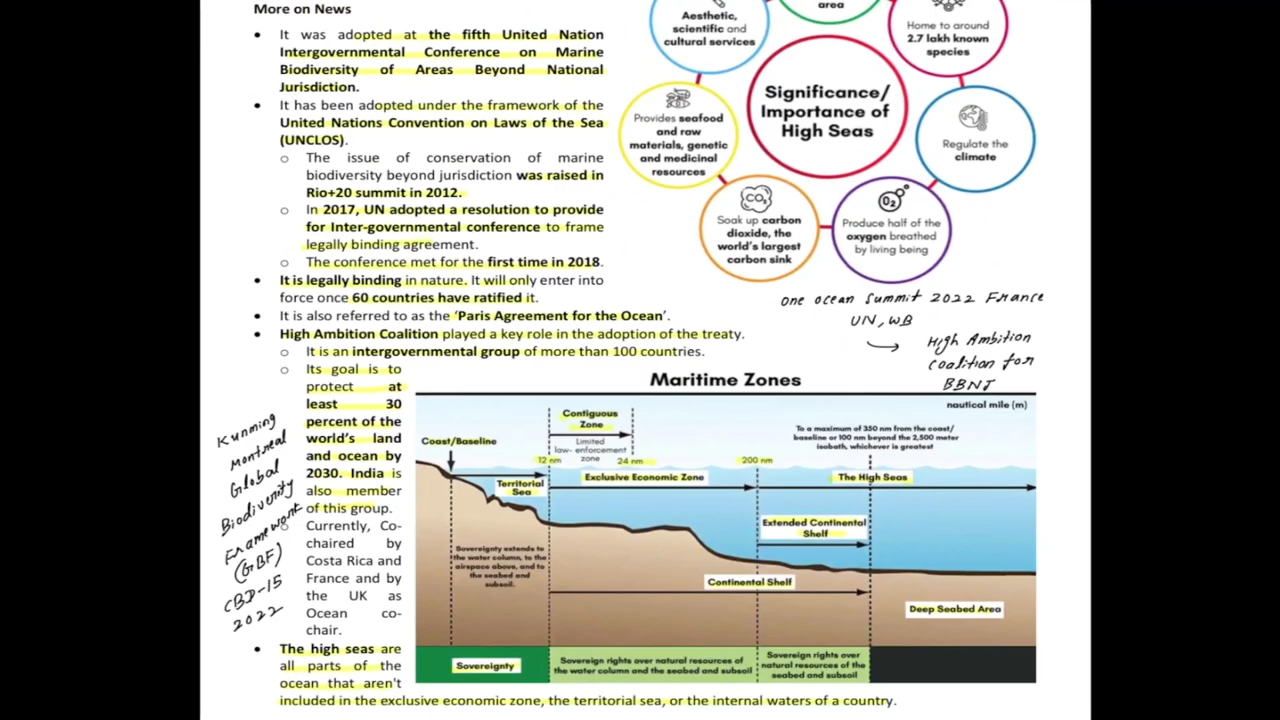 More on News
• It was adopted at the fifth United Nation
Intergovernmental Conference on Marine
Biodiversity of Areas Beyond National
Jurisdiction.
• It has been adopted under the framework of the
United Nations Convention on Laws of the Sea
(UNCLOS).
o The issue of conservation of marine
biodiversity beyond jurisdiction was raised in
Rio+20 summit in 2012.
o In 2017, UN adopted a resolution to provide
for Inter-governmental conference to frame
legally binding agreement.
o The conference met for the first time in 2018.
• It is legally binding in nature. It will only enter into
force once 60 countries have ratified it.
• It is also referred to as the ‘Paris Agreement for the Ocean’.
• High Ambition Coalition played a key role in the adoption of the treaty.
o It is an intergovernmental group of more than 100 countries.
o Its goal is to
protect at
least 30
percent of the
world’s land
and ocean by
2030. India is
also member
of this group.
o Currently, Co-
chaired by
Costa Rica and
France and by
the UK as
Ocean co-
chair.
• The high seas are
all parts of the
ocean that aren't
included in the exclusive economic zone, the territorial sea, or the internal waters of a country.
area
Aesthetic,
scientific and
cultural services
Home to around
2.7 lakh known
species
Significance/
Importance of
High Seas
Provides seafood
and raw
materials, genetic
and medicinal
resources
Regulate the
climate
CO₂
Soak up carbon
dioxide, the
world's largest
carbon sink
O₂
Produce half of the
oxygen breathed
by living being
one ocean Summit 2022 France
UN, WB
High Ambition
Coalition for
BBNJ
Kunming
Montreal
Global
Biodiversity
Framework
(GBF)
CBD-15
2022
Maritime Zones
nautical mile (m)
Contiguous
Zone
Limited
law- enforcement
zone
To a maximum of 350 nm from the coast/
baseline or 100 nm beyond the 2,500 meter
isobath, whichever is greatest
Coast/Baseline
12 nm
24 nm
200 nm
Territorial
Sea
Exclusive Economic Zone
The High Seas
Extended Continental
Shelf
Sovereignty extends to
the water column, to the
airspace above, and to
the seabed and
subsoil.
Continental Shelf
Deep Seabed Area
Sovereignty
Sovereign rights over natural resources of
the water column and the seabed and subsoil
Sovereign rights over
natural resources of the
seabed and subsoil